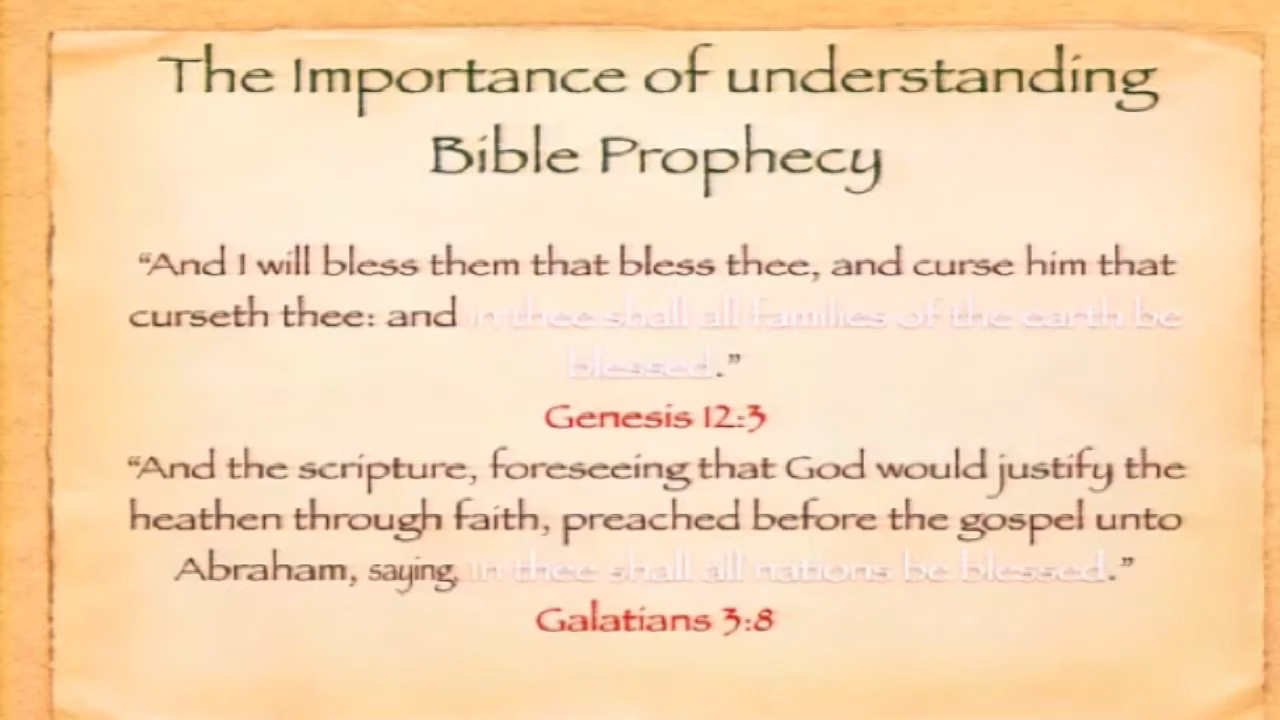 The Importance of understanding
Bible Prophecy
“And I will bless them that bless thee, and curse him that
curseth thee: and in thee shall all families of the earth be
blessed.”
Genesis 12:3
“And the scripture, foreseeing that God would justify the
heathen through faith, preached before the gospel unto
Abraham, saying, In thee shall all nations be blessed.”
Galatians 3:8